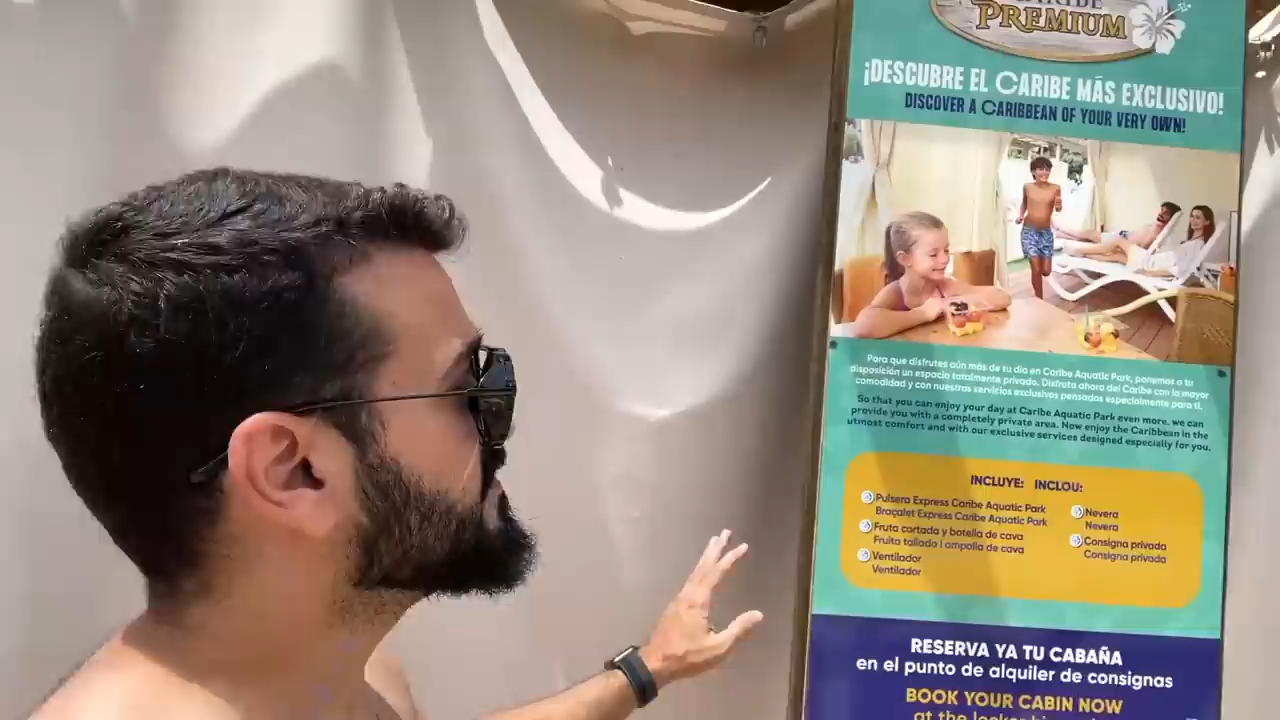 PREMIUM
¡DESCUBRE EL CARIBE MÁS EXCLUSIVO!
DISCOVER A CARIBBEAN OF YOUR VERY OWN!
Para que disfrutes aún más de tu día en Caribe Aquatic Park, ponemos a tu
disposición un espacio totalmente privado. Disfruta ahora del Caribe con la mayor
comodidad y con nuestros servicios exclusivos pensados especialmente para ti.
So that you can enjoy your day at Caribe Aquatic Park even more, we can
provide you with a completely private area. Now enjoy the Caribbean in the
utmost comfort and with our exclusive services designed especially for you.
INCLUYE: INCLOU:
Pulsera Express Caribe Aquatic Park
Braçalet Express Caribe Aquatic Park
Fruta cortada y botella de cava
Fruita tallada i ampolla de cava
Ventilador
Ventilador
Nevera
Nevera
Consigna privada
Consigna privada
RESERVA YA TU CABAÑA
en el punto de alquiler de consignas
BOOK YOUR CABIN NOW
at the locker